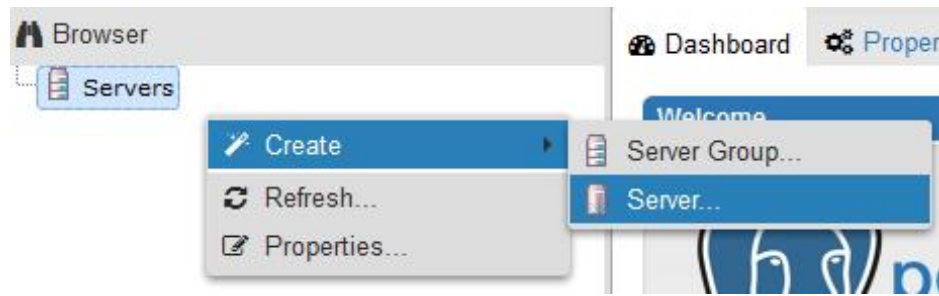 Browser
Dashboard
Servers
Welcome
Create
Server Group...
Refresh...
Server...
Properties...